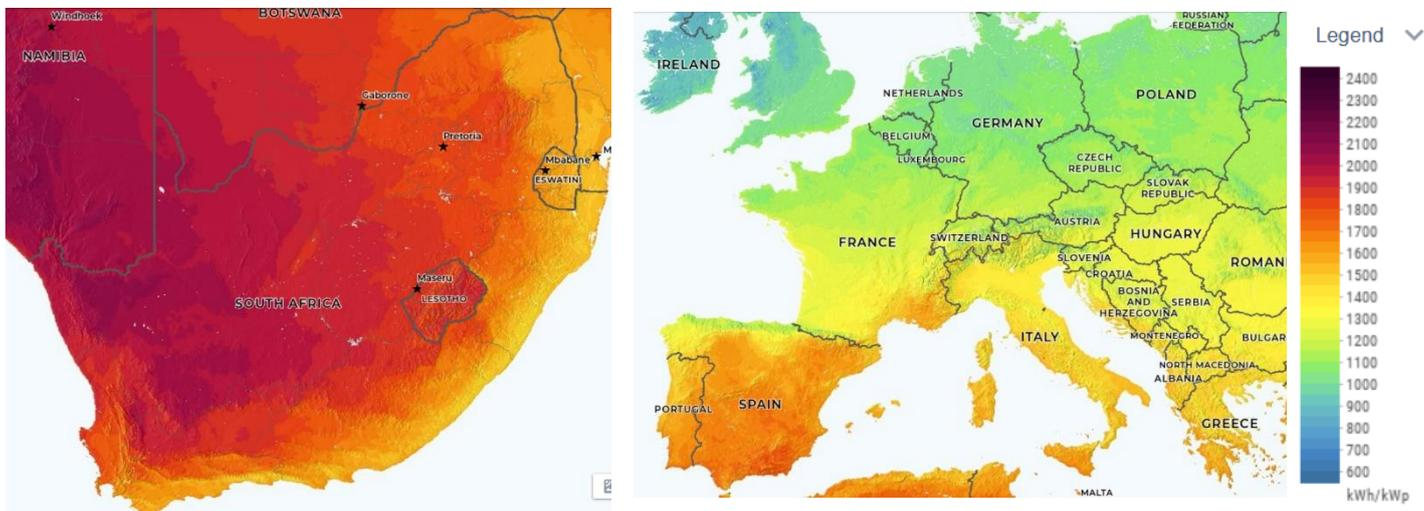 BOTSWANA
Windhoek
NAMIBIA
Gaborone
Pretoria
Mbabane
M
ESWATINI
Maseru
LESOTHO
SOUTH AFRICA
RUSSIAN
FEDERATION
IRELAND
NETHERLANDS
POLAND
GERMANY
BELGIUM
LUXEMBOURG
CZECH
REPUBLIC
SLOVAK
REPUBLIC
AUSTRIA
FRANCE
SWITZERLAND
HUNGARY
SLOVENIA
ROMAN
CROATIA
BOSNIA
AND
HERZEGOVINA
SERBIA
ITALY
MONTENEGRO
BULGAR
NORTH MACEDONIA
ALBANIA
PORTUGAL
SPAIN
GREECE
MALTA
Legend
2400
2300
2200
2100
2000
1900
1800
1700
1600
1500
1400
1300
1200
1100
1000
900
800
700
600
kWh/kWp